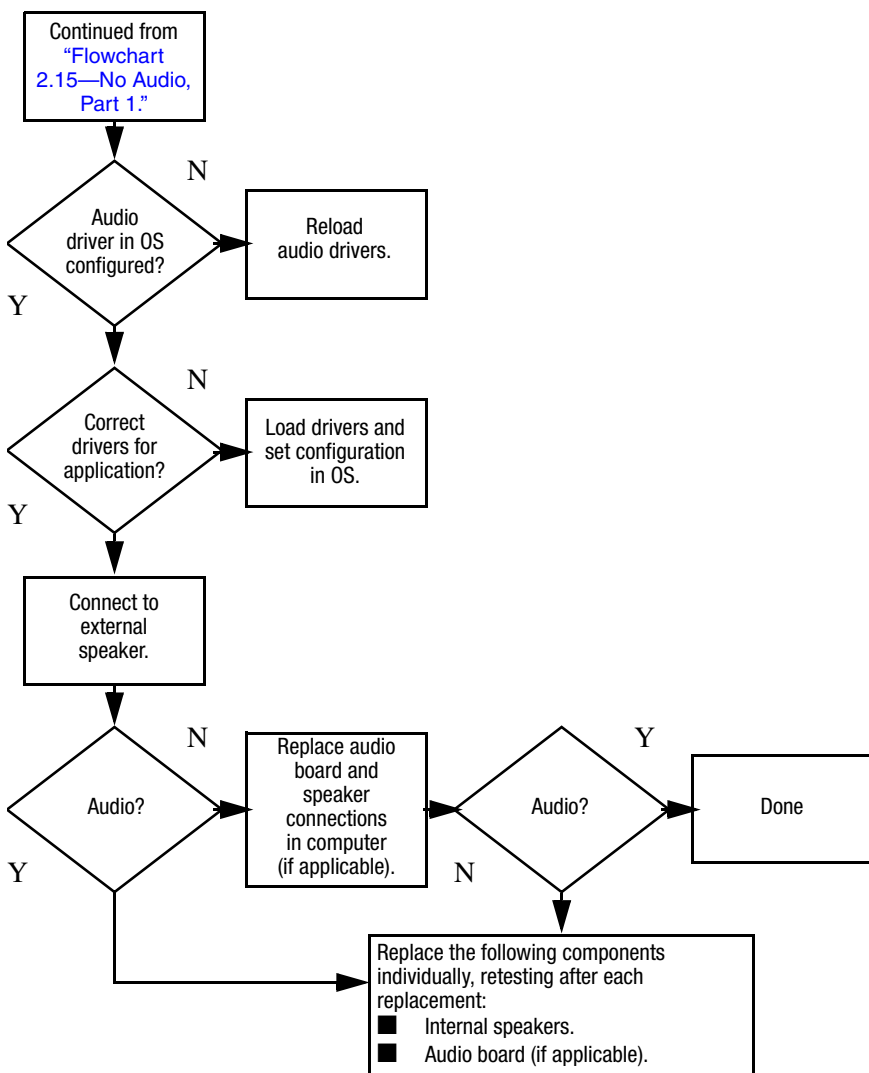 Continued from
“Flowchart
2.15—No Audio,
Part 1.”
N
Audio
driver in OS
configured?
Reload
audio drivers.
Y
N
Correct
drivers for
application?
Load drivers and
set configuration
in OS.
Y
Connect to
external
speaker.
N
Audio?
Replace audio
board and
speaker
connections
in computer
(if applicable).
Y
Audio?
Y
Done
N
Replace the following components
individually, retesting after each
replacement:
■ Internal speakers.
■ Audio board (if applicable).